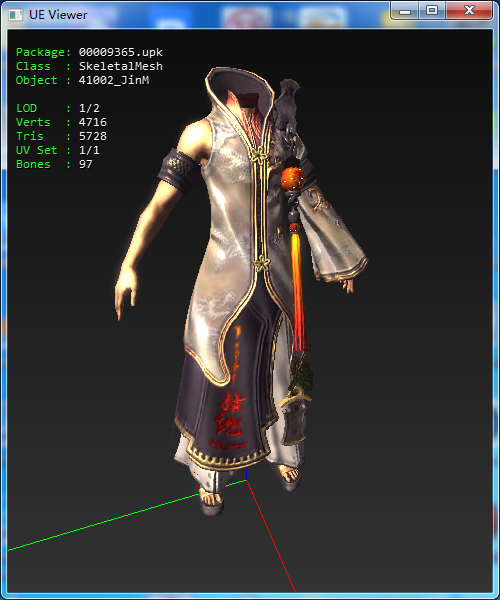 UE Viewer
Package: 00009365.upk
Class : SkeletalMesh
Object : 41002_JinM
LOD : 1/2
Verts : 4716
Tris : 5728
UV Set : 1/1
Bones : 97